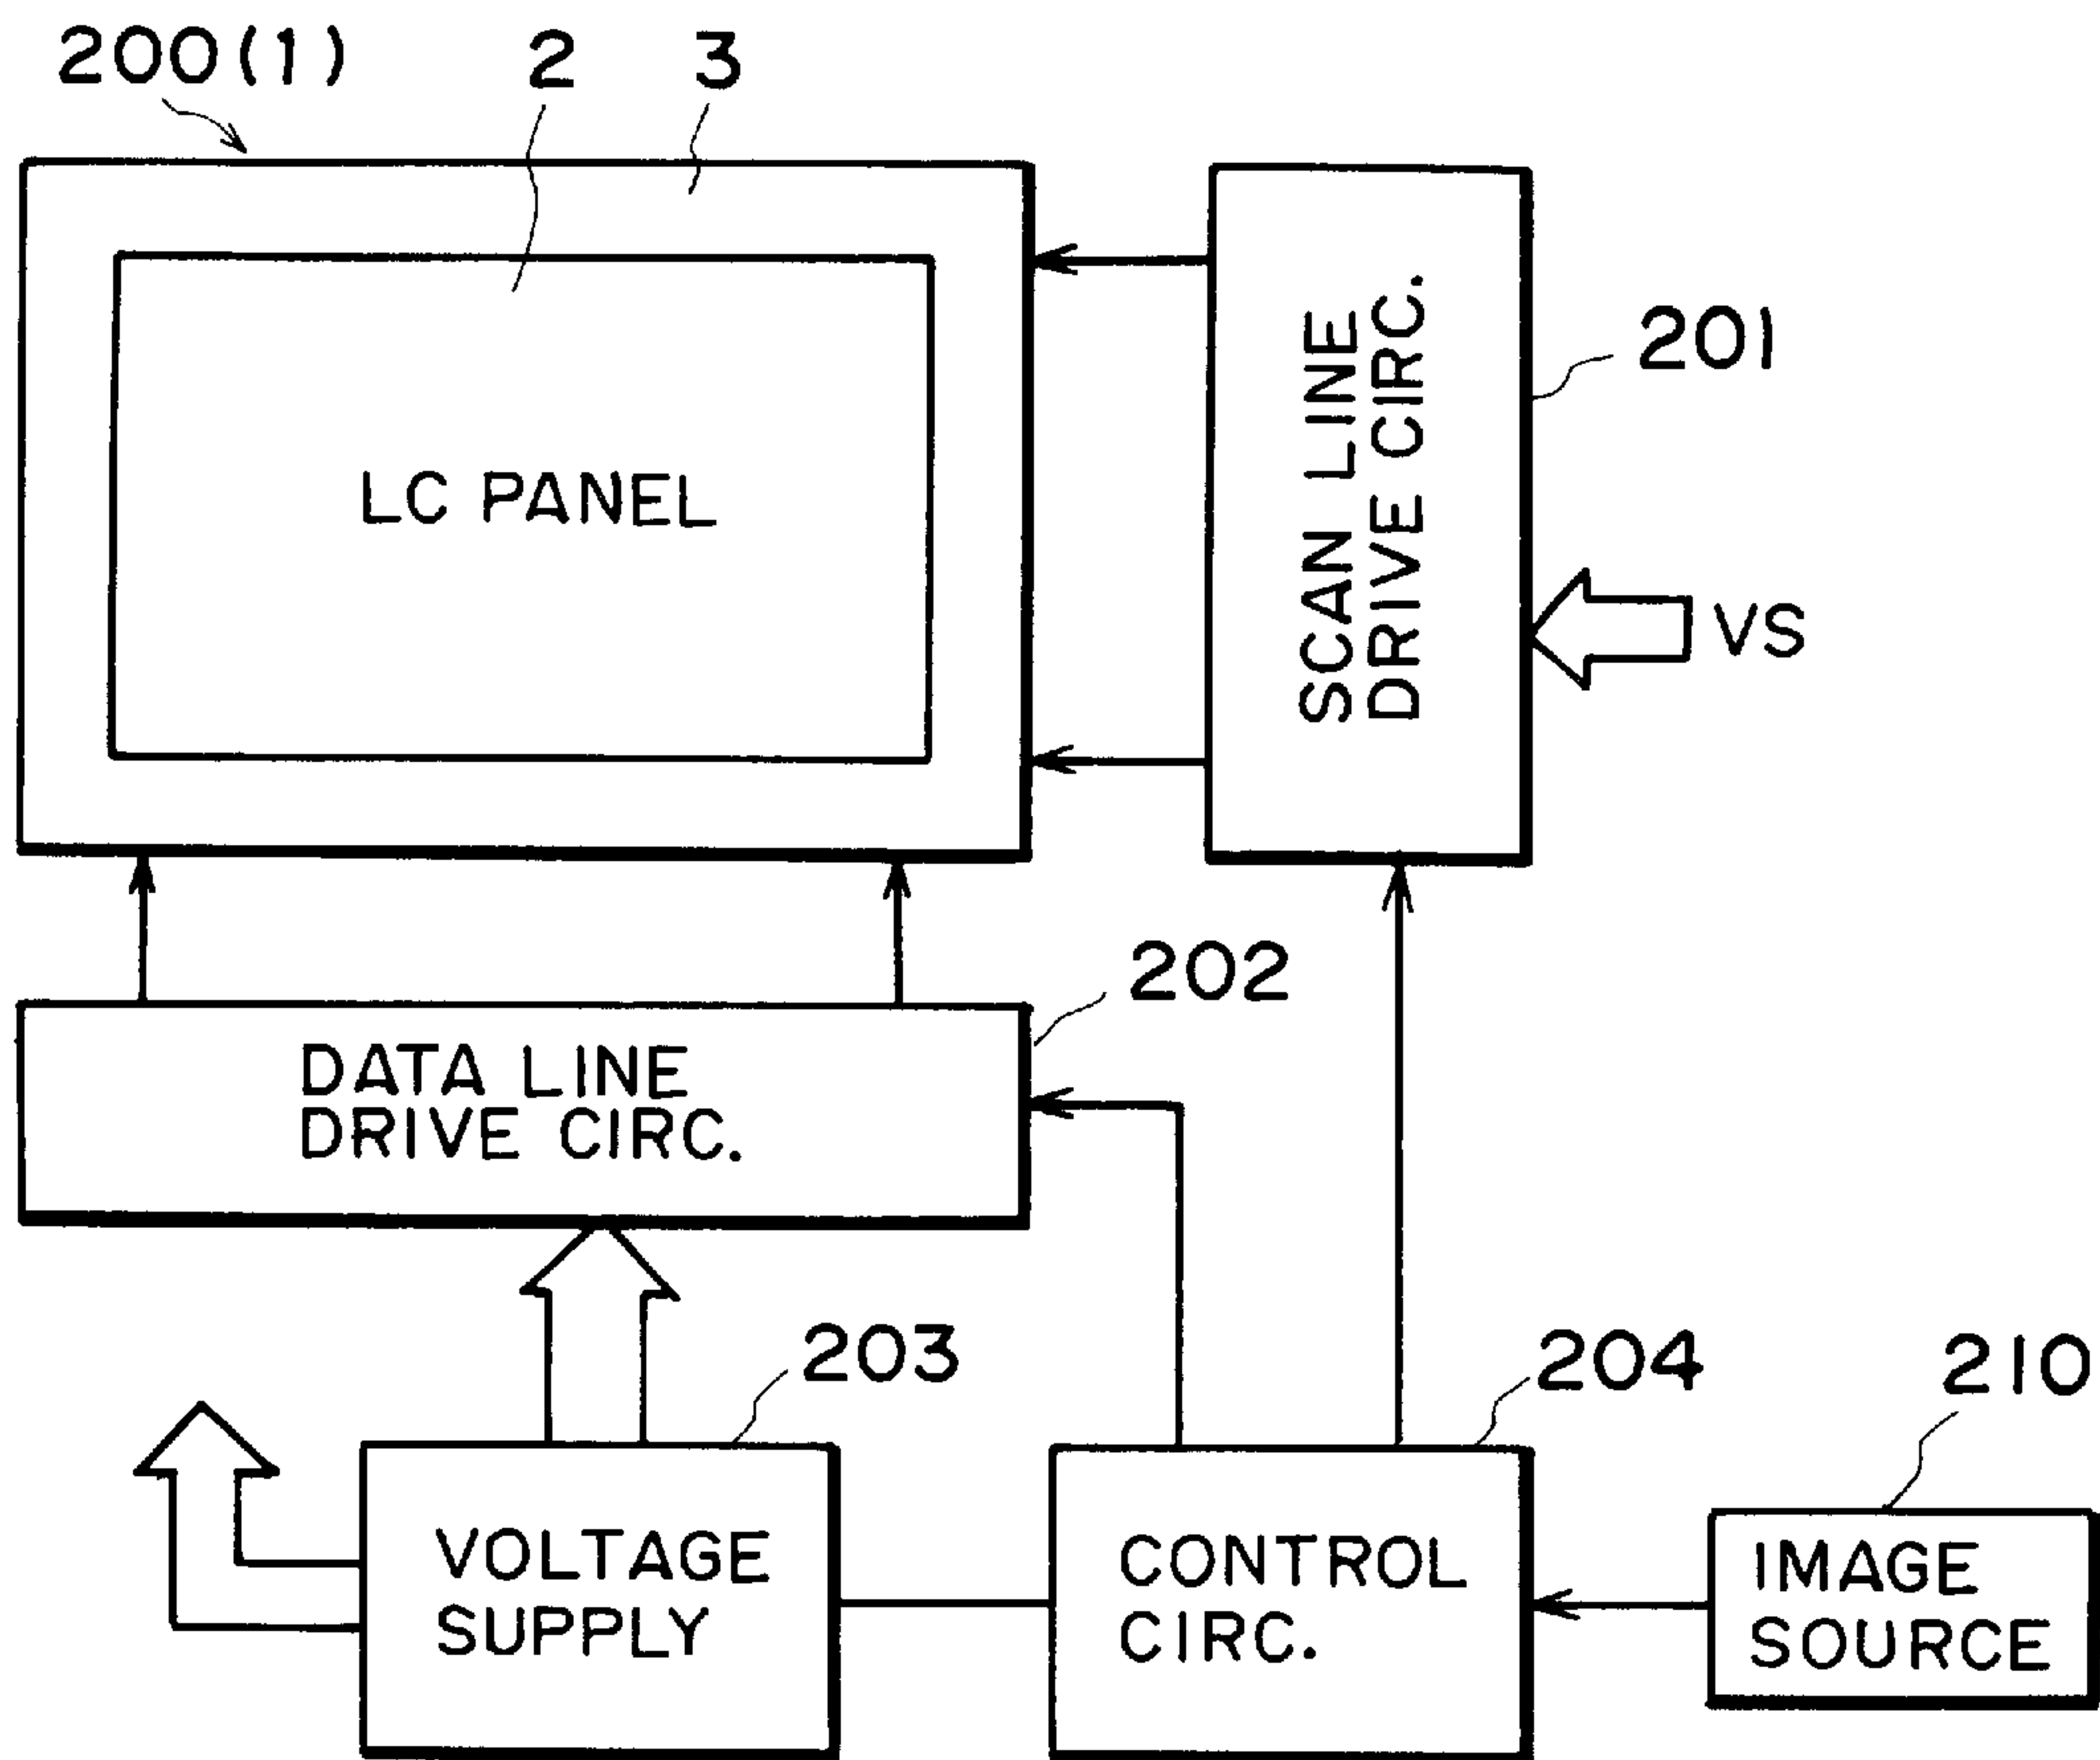 200(1)
2
3
LC PANEL
SCAN LINE
DRIVE CIRC.
201
VS
202
DATA LINE
DRIVE CIRC.
203
204
210
VOLTAGE
SUPPLY
CONTROL
CIRC.
IMAGE
SOURCE